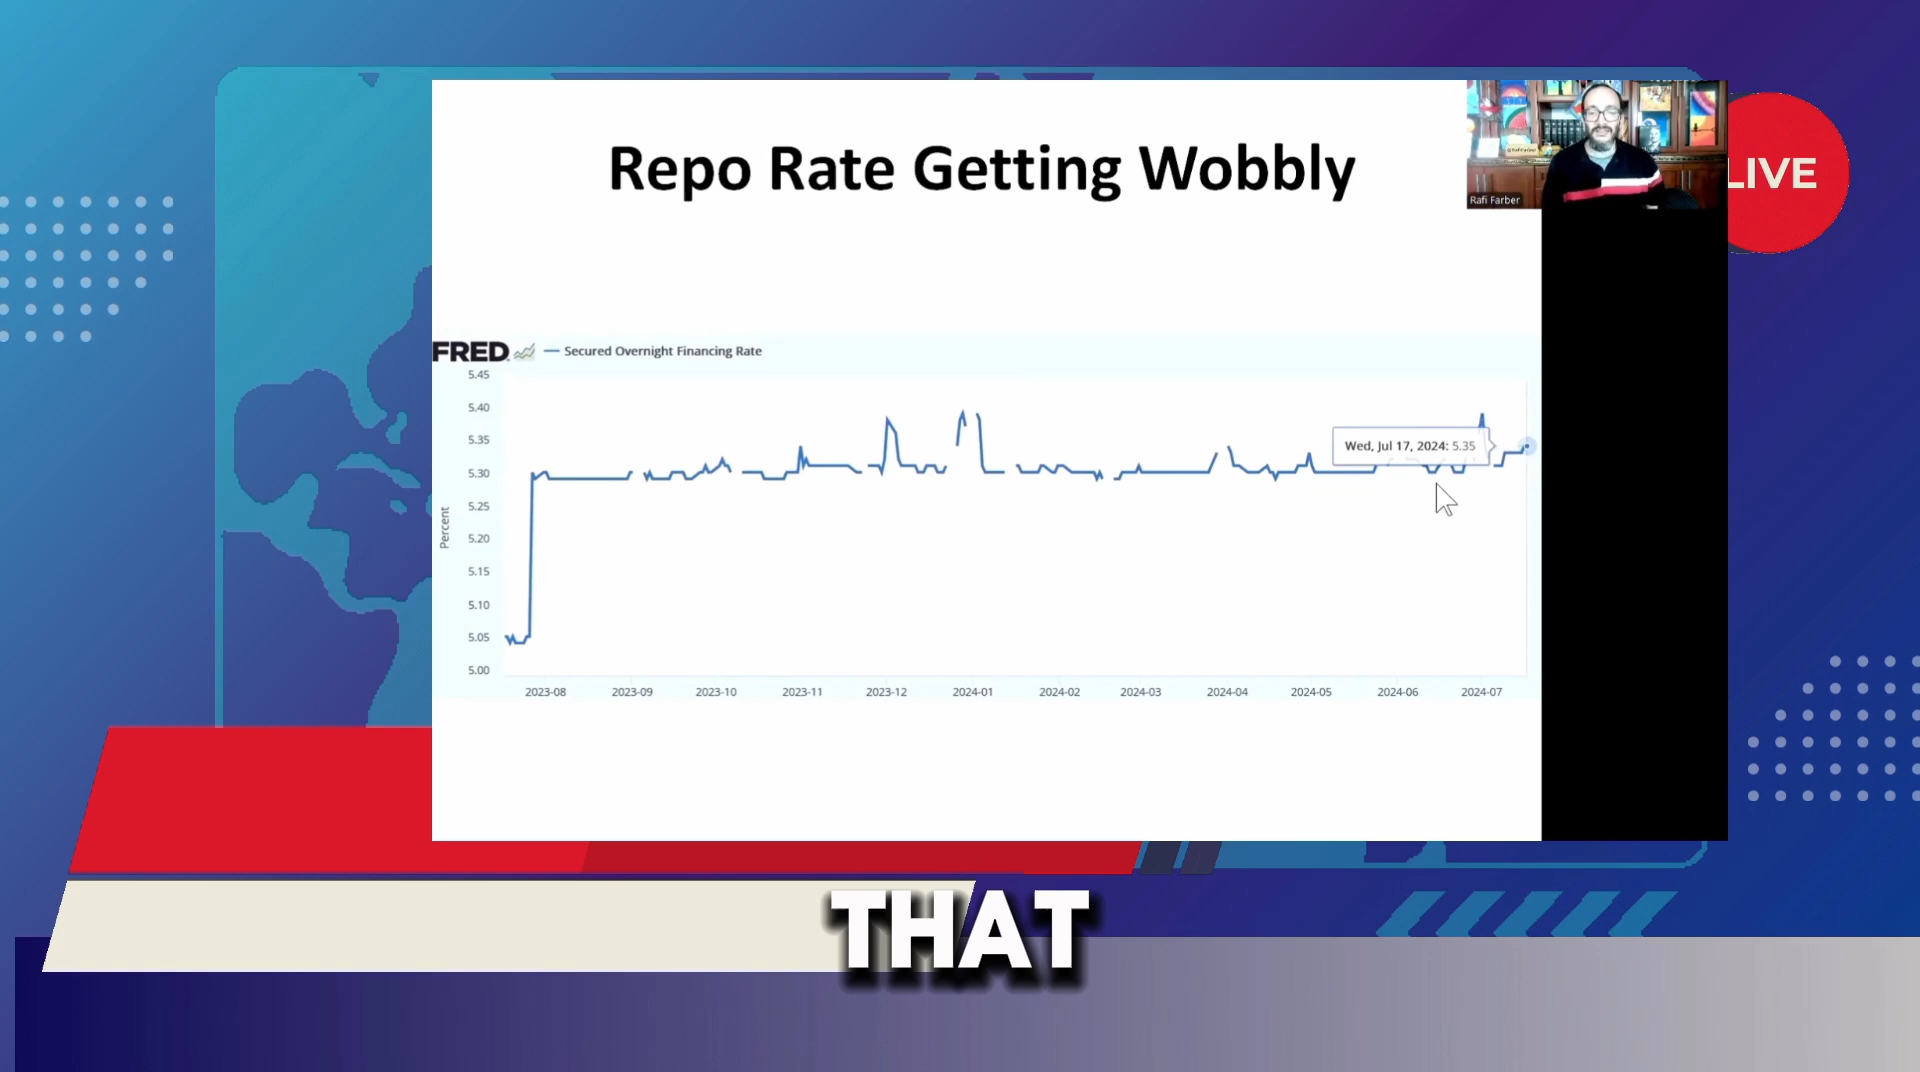 Repo Rate Getting Wobbly
Rafi Farber
LIVE
FRED
Secured Overnight Financing Rate
5.45
5.40
5.35
5.30
5.25
5.20
5.15
5.10
5.05
5.00
Percent
Wed, Jul 17, 2024: 5.35
2023-08 2023-09 2023-10 2023-11 2023-12 2024-01 2024-02 2024-03 2024-04 2024-05 2024-06 2024-07
THAT